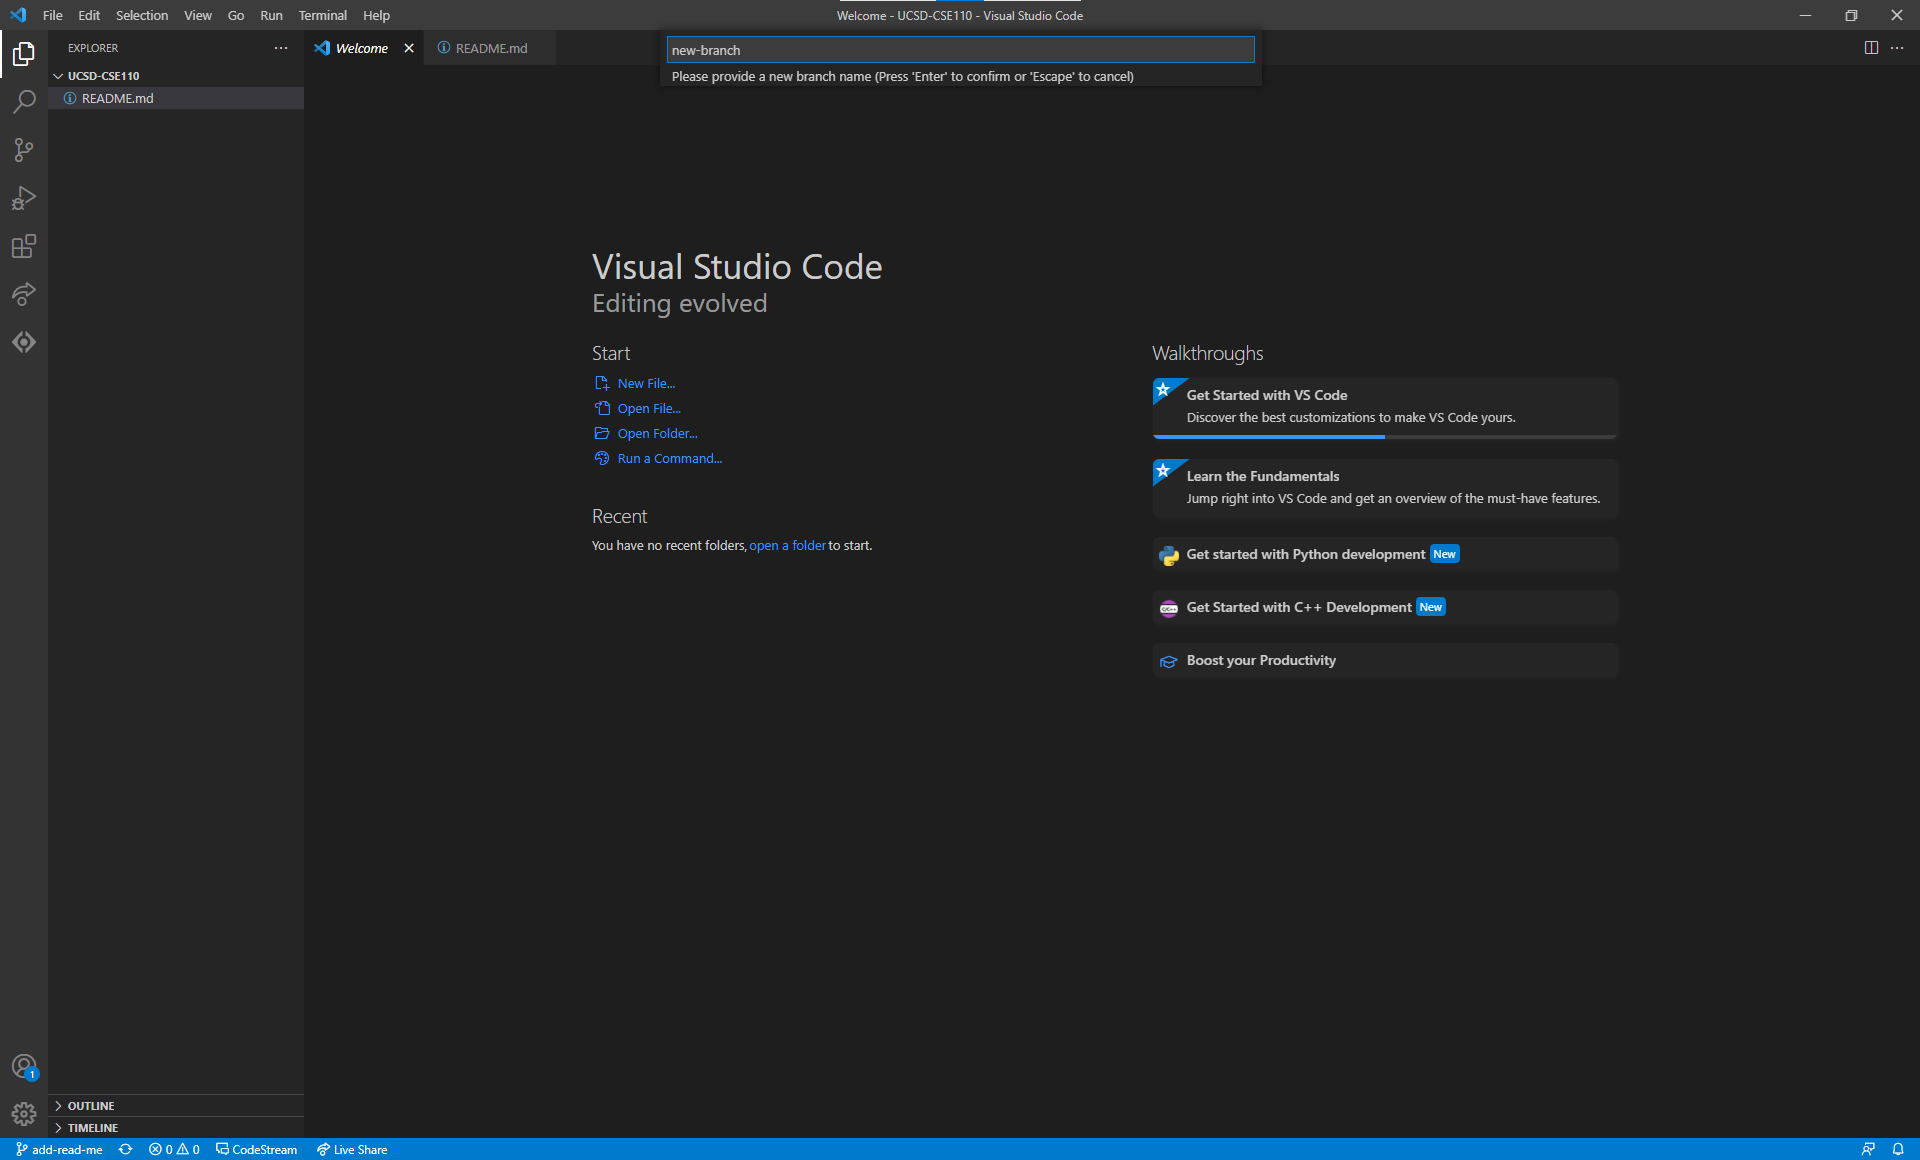 File Edit Selection View Go Run Terminal Help
Welcome - UCSD-CSE110 - Visual Studio Code
EXPLORER
Welcome
README.md
new-branch
Please provide a new branch name (Press 'Enter' to confirm or 'Escape' to cancel)
UCSD-CSE110
README.md
Visual Studio Code
Editing evolved
Start
New File...
Open File...
Open Folder...
Run a Command...
Recent
You have no recent folders, open a folder to start.
Walkthroughs
Get Started with VS Code
Discover the best customizations to make VS Code yours.
Learn the Fundamentals
Jump right into VS Code and get an overview of the must-have features.
Get started with Python development New
C/C++
Get Started with C++ Development New
Boost your Productivity
1
OUTLINE
TIMELINE
add-read-me 0 0 CodeStream Live Share